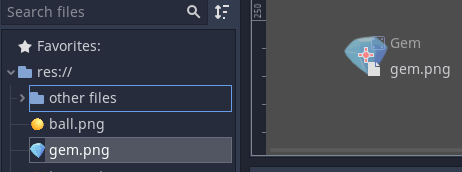 Search files
Favorites:
res://
other files
ball.png
gem.png
250
Gem
gem.png